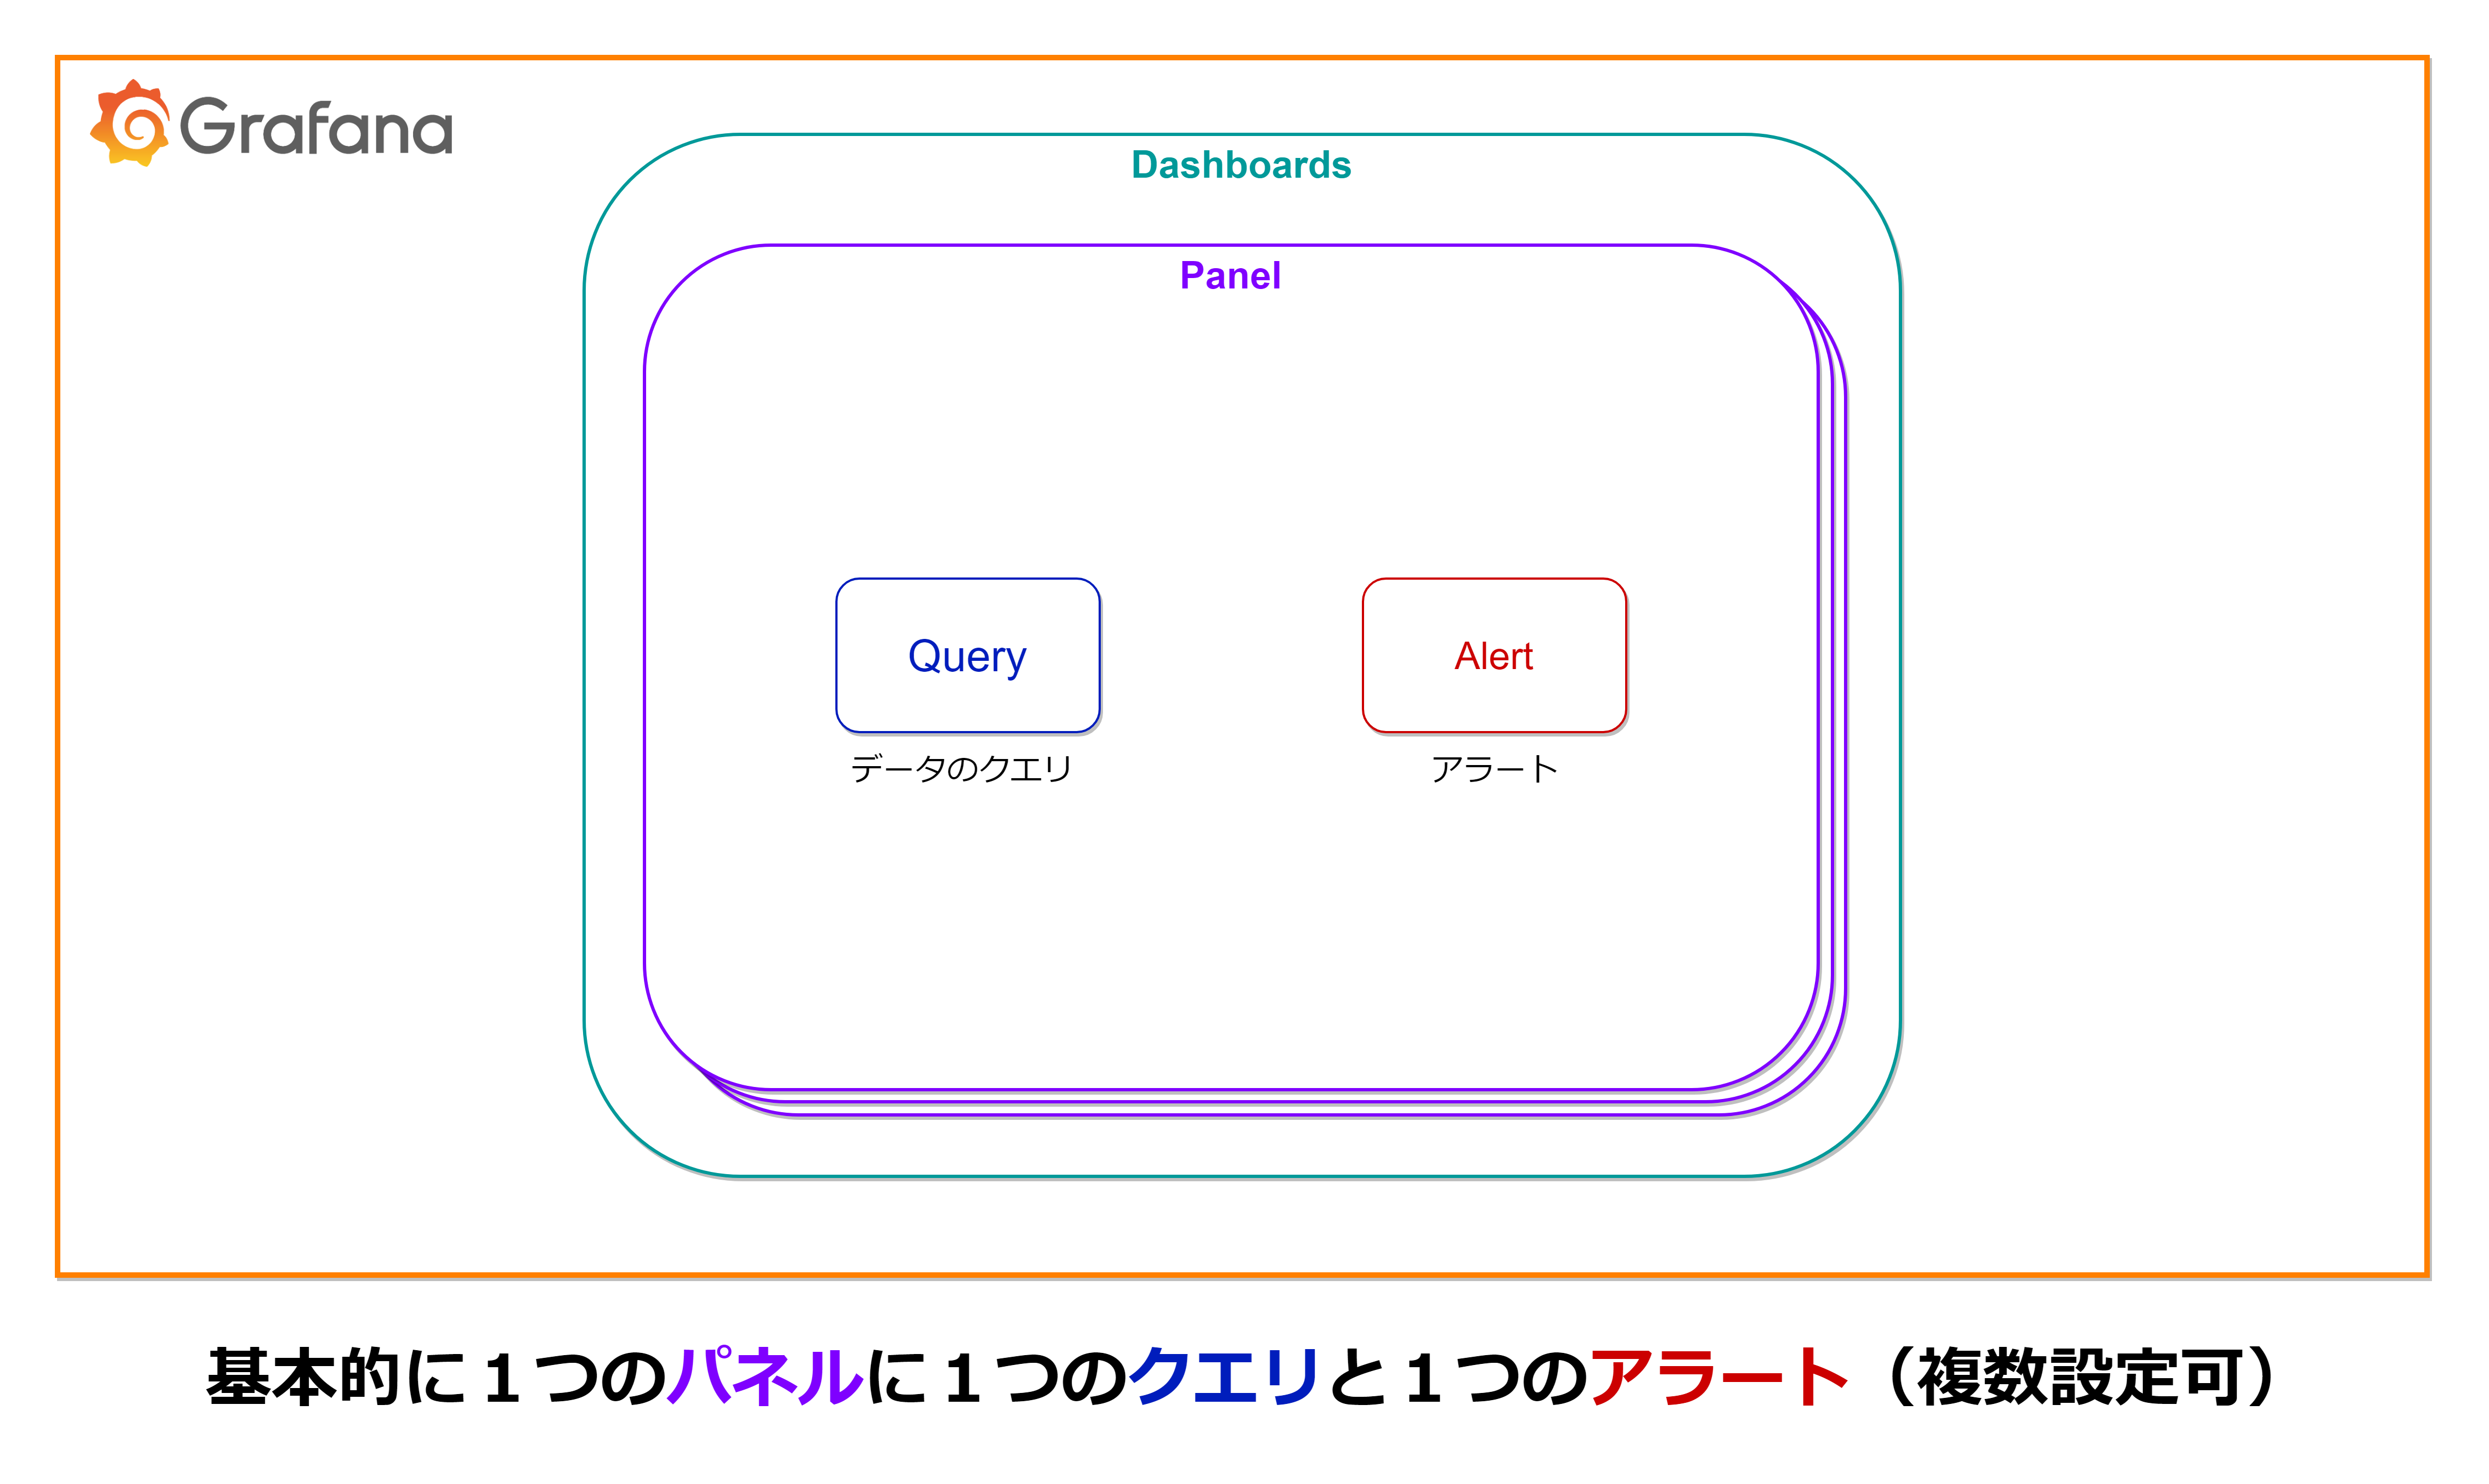 Grafana
Dashboards
Panel
Query
Alert
データのクエリ
アラート
基本的に１つのパネルに１つのクエリと１つのアラート（複数設定可）